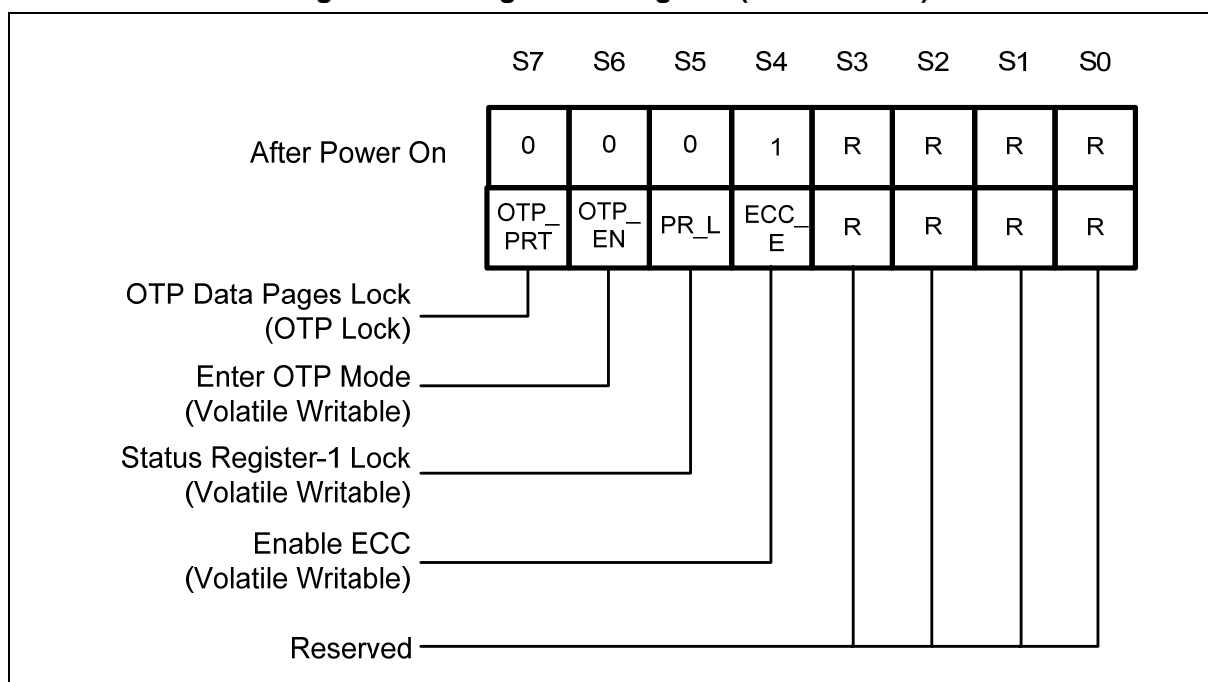 S7 S6 S5 S4 S3 S2 S1 S0
After Power On 0 0 0 1 R R R R
OTP_ OTP_ PR_L ECC_ R R R R
PRT EN E
OTP Data Pages Lock
(OTP Lock)
Enter OTP Mode
(Volatile Writable)
Status Register-1 Lock
(Volatile Writable)
Enable ECC
(Volatile Writable)
Reserved